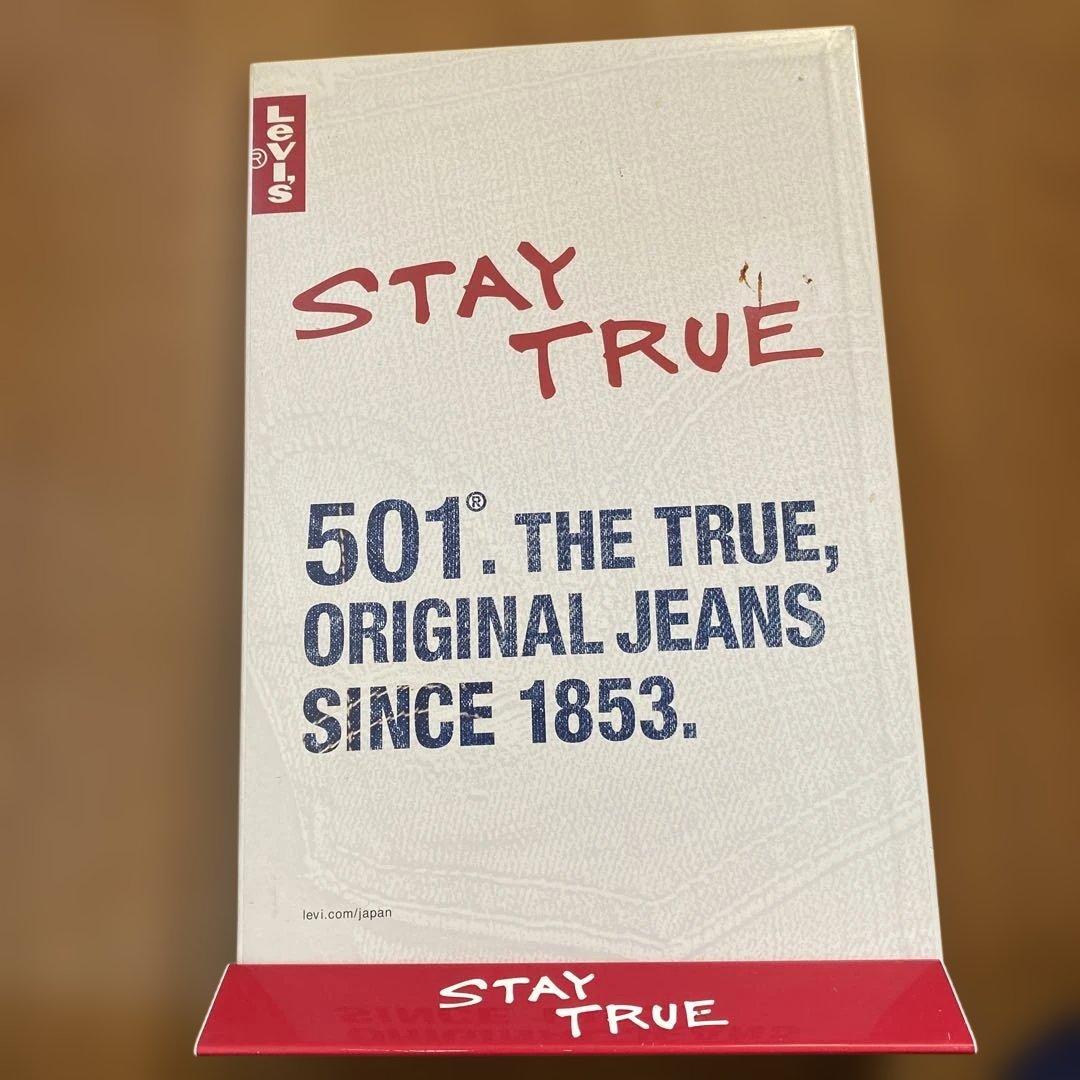 Levi's
®
STAY
TRUE
501®. THE TRUE,
ORIGINAL JEANS
SINCE 1853.
levi.com/japan
STAY
TRUE